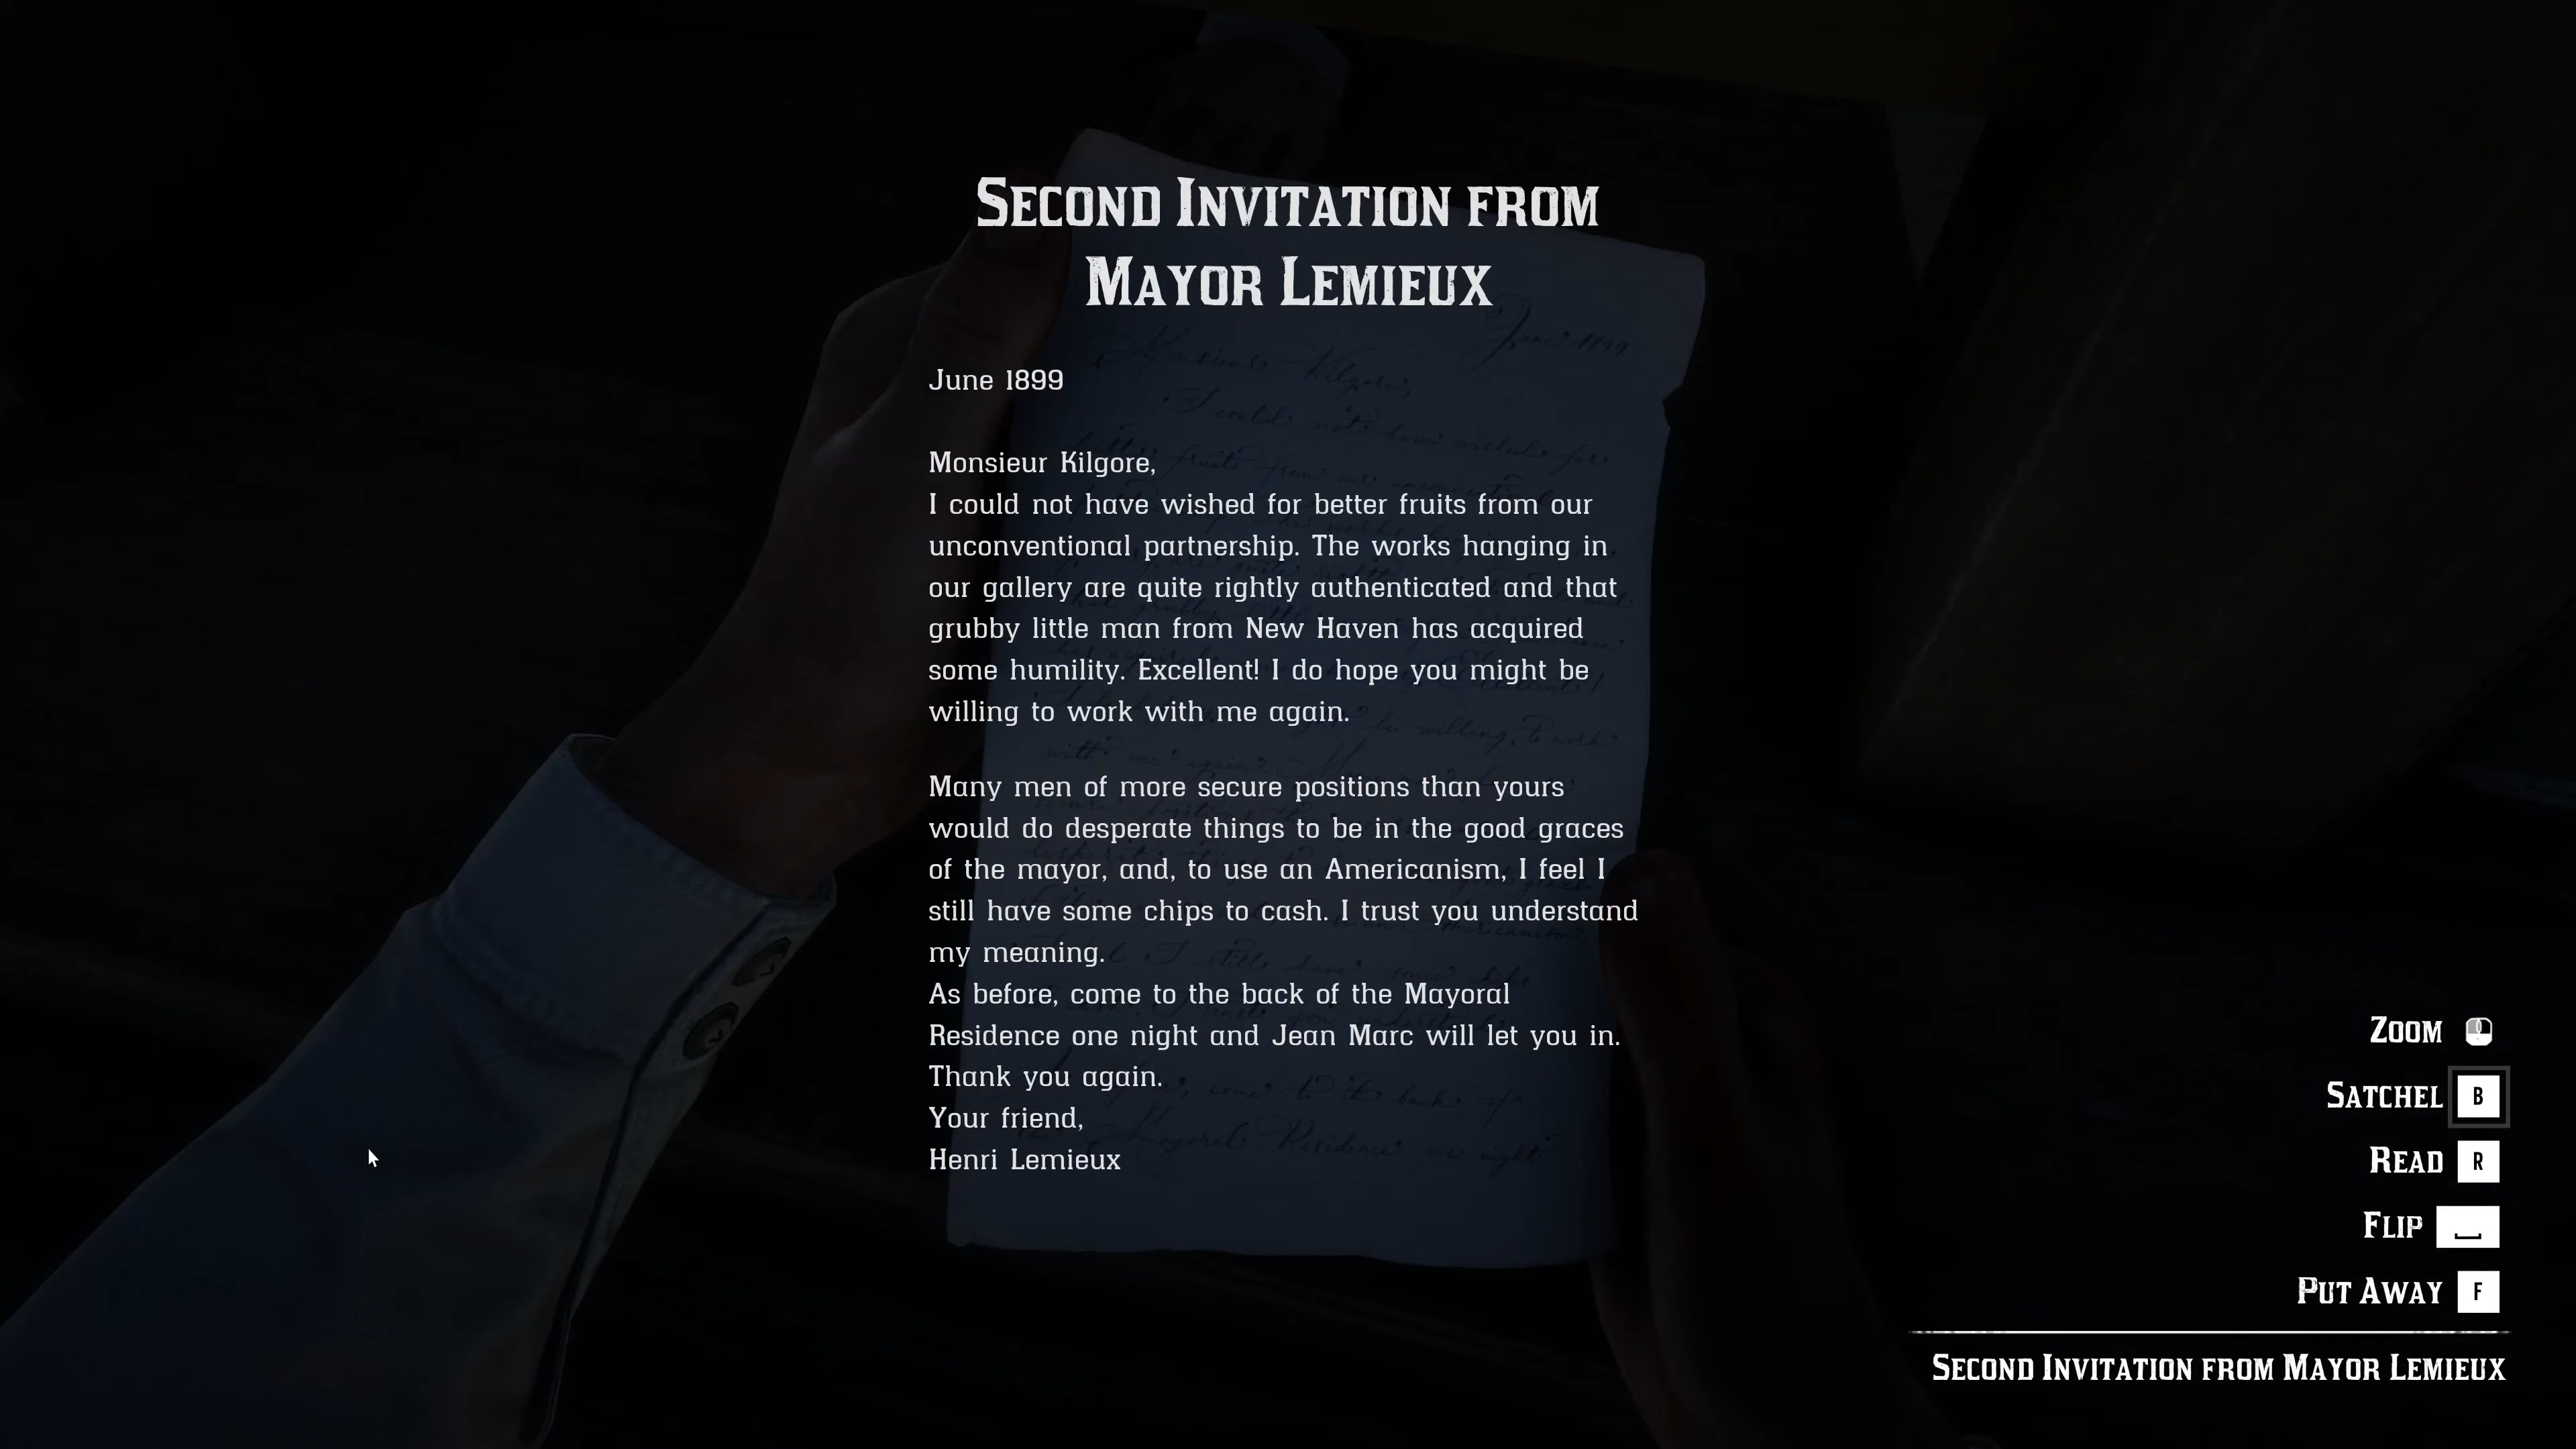 Second Invitation from
Mayor Lemieux
June 1899
Monsieur Kilgore,
I could not have wished for better fruits from our
unconventional partnership. The works hanging in
our gallery are quite rightly authenticated and that
grubby little man from New Haven has acquired
some humility. Excellent! I do hope you might be
willing to work with me again.
Many men of more secure positions than yours
would do desperate things to be in the good graces
of the mayor, and, to use an Americanism, I feel I
still have some chips to cash. I trust you understand
my meaning.
As before, come to the back of the Mayoral
Residence one night and Jean Marc will let you in.
Thank you again.
Your friend,
Henri Lemieux
Zoom
Satchel B
Read R
Flip
Put Away F
Second Invitation from Mayor Lemieux